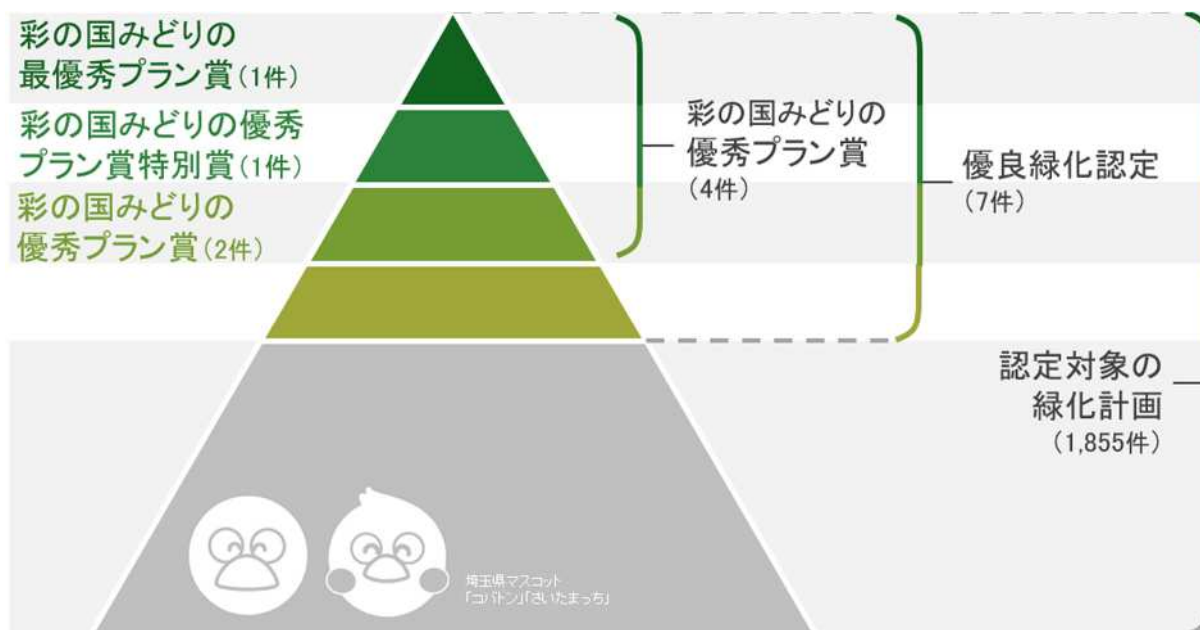 彩の国みどりの
最優秀プラン賞(1件)
彩の国みどりの優秀
プラン賞特別賞(1件)
彩の国みどりの
優秀プラン賞(2件)
彩の国みどりの
優秀プラン賞
(4件)
優良緑化認定
(7件)
認定対象の
緑化計画
(1,855件)
埼玉県マスコット
「コバトン」「さいたまっち」